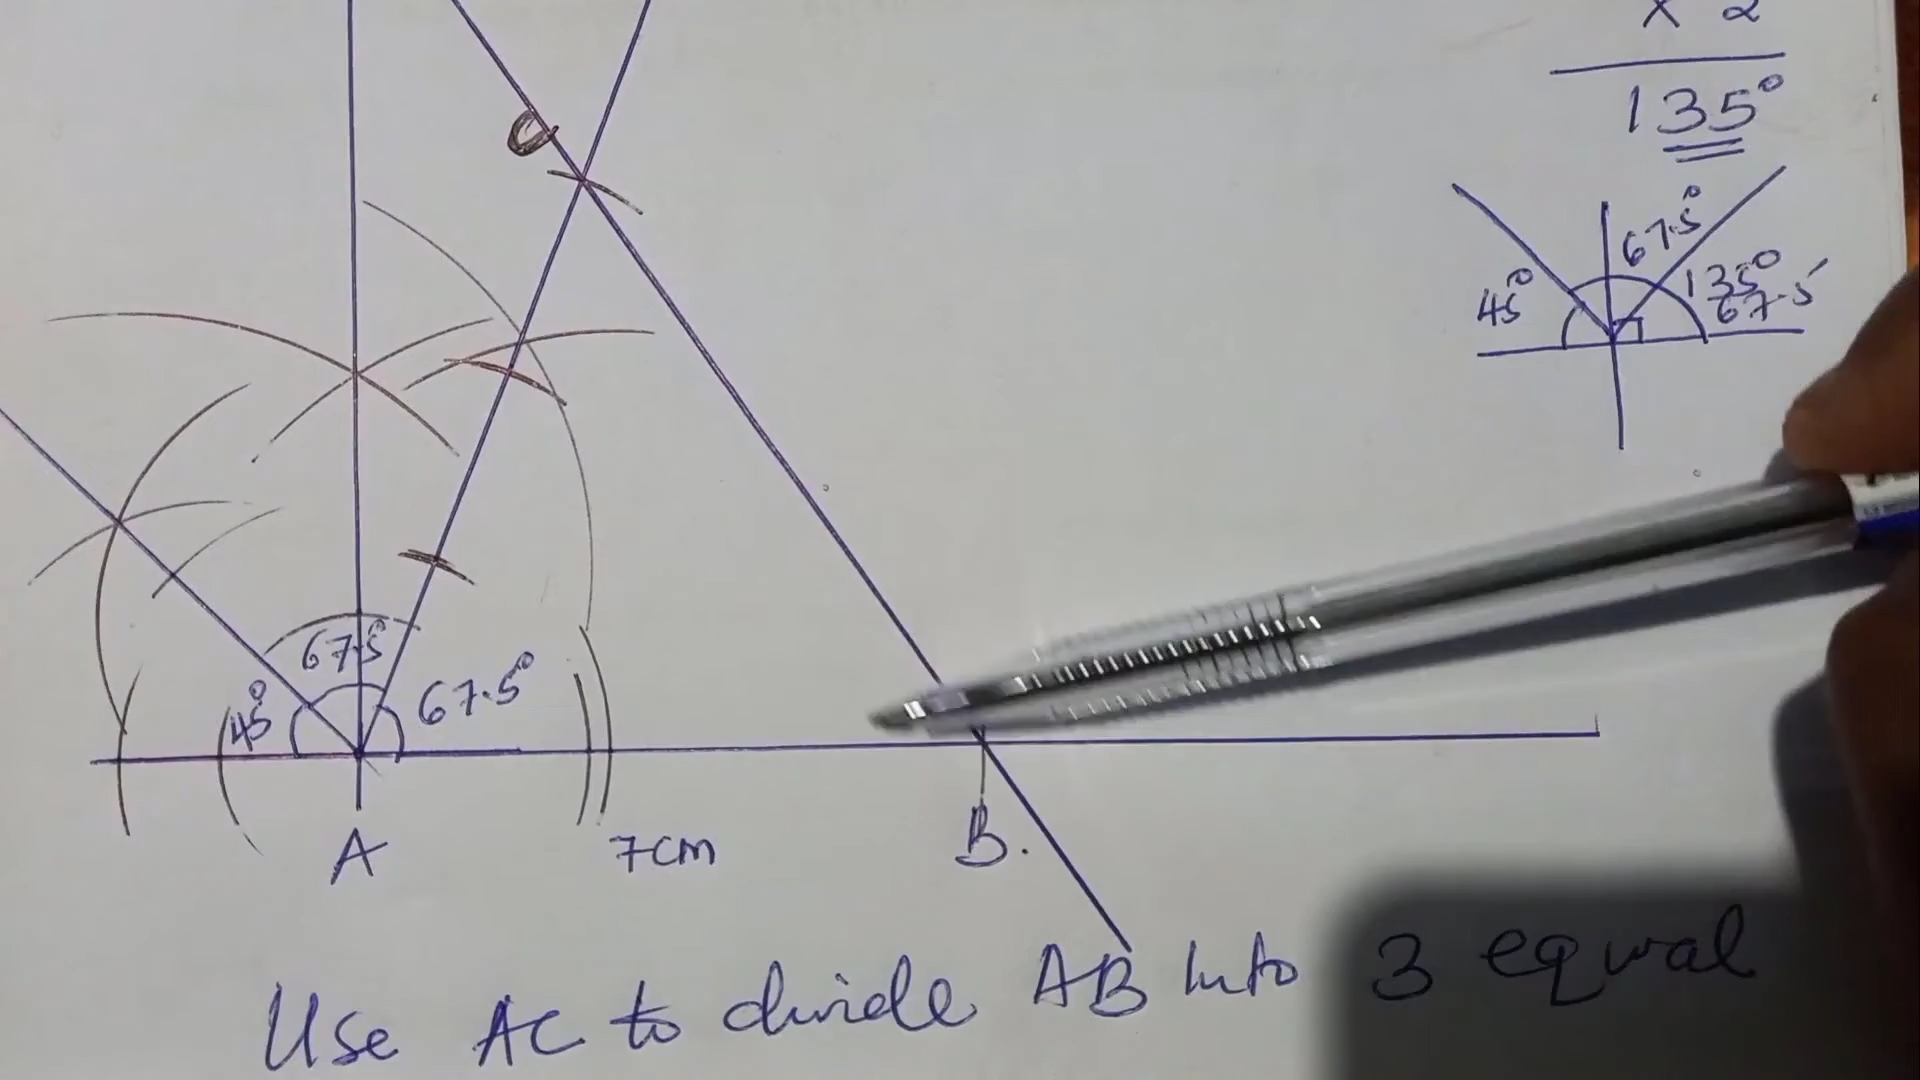 × 2
135°
C
67.5°
45°
135°
67.5
67.5°
67.5°
45°
A
7cm
B.
Use AC to divide AB into 3 equal